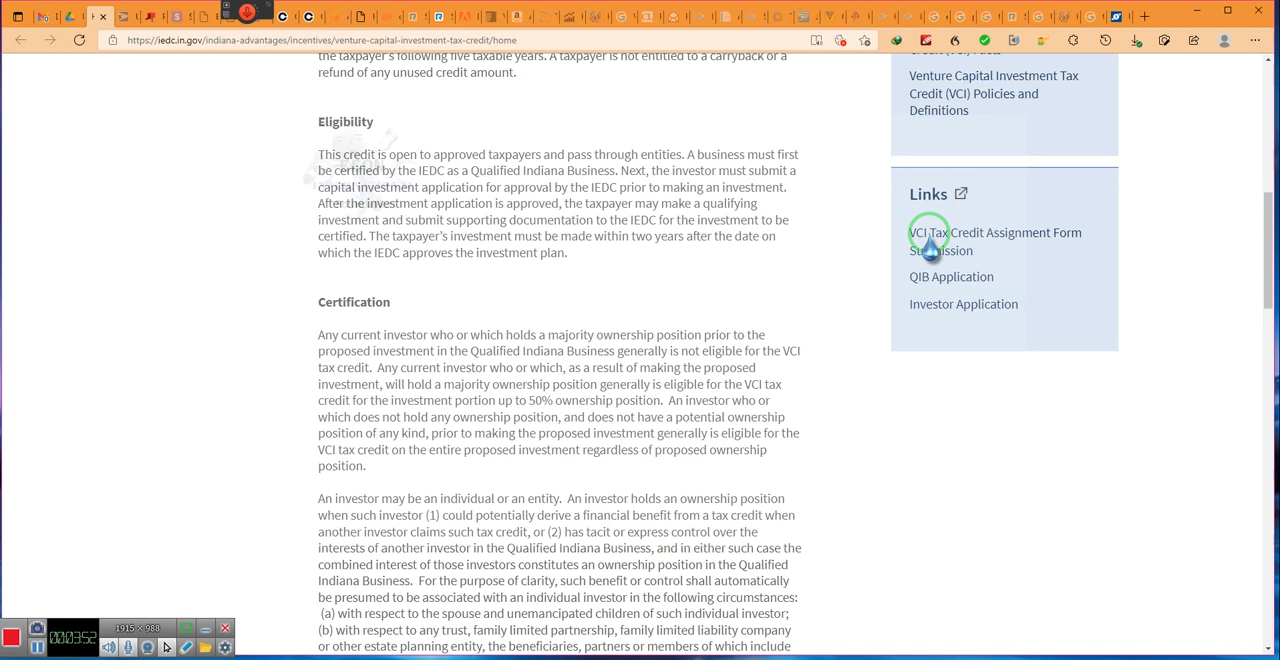 https://iedc.in.gov/indiana-advantages/incentives/venture-capital-investment-tax-credit/home
the taxpayer's following five taxable years. A taxpayer is not entitled to a carryback or a
refund of any unused credit amount.
Eligibility
This credit is open to approved taxpayers and pass through entities. A business must first
be certified by the IEDC as a Qualified Indiana Business. Next, the investor must submit a
capital investment application for approval by the IEDC prior to making an investment.
After the investment application is approved, the taxpayer may make a qualifying
investment and submit supporting documentation to the IEDC for the investment to be
certified. The taxpayer's investment must be made within two years after the date on
which the IEDC approves the investment plan.
Certification
Any current investor who or which holds a majority ownership position prior to the
proposed investment in the Qualified Indiana Business generally is not eligible for the VCI
tax credit. Any current investor who or which, as a result of making the proposed
investment, will hold a majority ownership position generally is eligible for the VCI tax
credit for the investment portion up to 50% ownership position. An investor who or
which does not hold any ownership position, and does not have a potential ownership
position of any kind, prior to making the proposed investment generally is eligible for the
VCI tax credit on the entire proposed investment regardless of proposed ownership
position.
An investor may be an individual or an entity. An investor holds an ownership position
when such investor (1) could potentially derive a financial benefit from a tax credit when
another investor claims such tax credit, or (2) has tacit or express control over the
interests of another investor in the Qualified Indiana Business, and in either such case the
combined interest of those investors constitutes an ownership position in the Qualified
Indiana Business. For the purpose of clarity, such benefit or control shall automatically
be presumed to be associated with an individual investor in the following circumstances:
(a) with respect to the spouse and unemancipated children of such individual investor;
(b) with respect to any trust, family limited partnership, family limited liability company
or other estate planning entity, the beneficiaries, partners or members of which include
Venture Capital Investment Tax
Credit (VCI) Policies and
Definitions
Links
VCI Tax Credit Assignment Form
Submission
QIB Application
Investor Application
1915 x 988
00:03:52